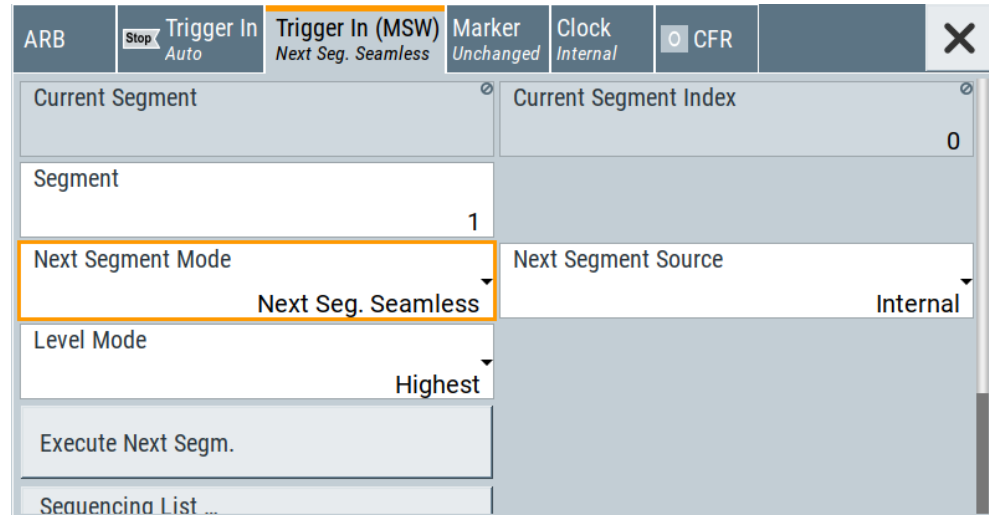 ARB
Stop
Trigger In
Auto
Trigger In (MSW)
Next Seg. Seamless
Marker
Unchanged
Clock
Internal
O CFR
Current Segment
Current Segment Index
0
Segment
1
Next Segment Mode
Next Seg. Seamless
Next Segment Source
Internal
Level Mode
Highest
Execute Next Segm.
Sequencing List ...